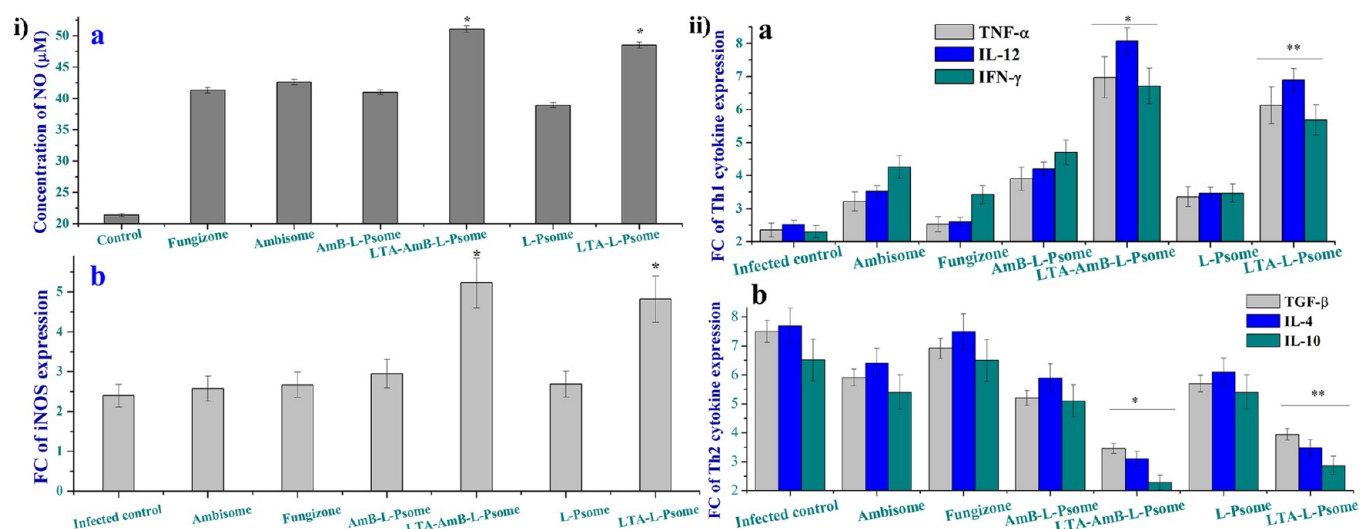 i)
a
Concentration of NO (μM)
50
45
40
35
30
25
20
*
*
Control
Fungizone
Ambisome
AmB-L-Psome
LTA-AmB-L-Psome
L-Psome
LTA-L-Psome
b
FC of iNOS expression
5
4
3
2
1
0
*
*
Infected control
Ambisome
Fungizone
AmB-L-Psome
LTA-AmB-L-Psome
L-Psome
LTA-L-Psome
ii)
a
FC of Th1 cytokine expression
8
7
6
5
4
3
2
TNF-α
IL-12
IFN-γ
*
**
Infected control
Ambisome
Fungizone
AmB-L-Psome
LTA-AmB-L-Psome
L-Psome
LTA-L-Psome
b
FC of Th2 cytokine expression
7
6
5
4
3
2
TGF-β
IL-4
IL-10
*
**
Infected control
Ambisome
Fungizone
AmB-L-Psome
LTA-AmB-L-Psome
L-Psome
LTA-L-Psome